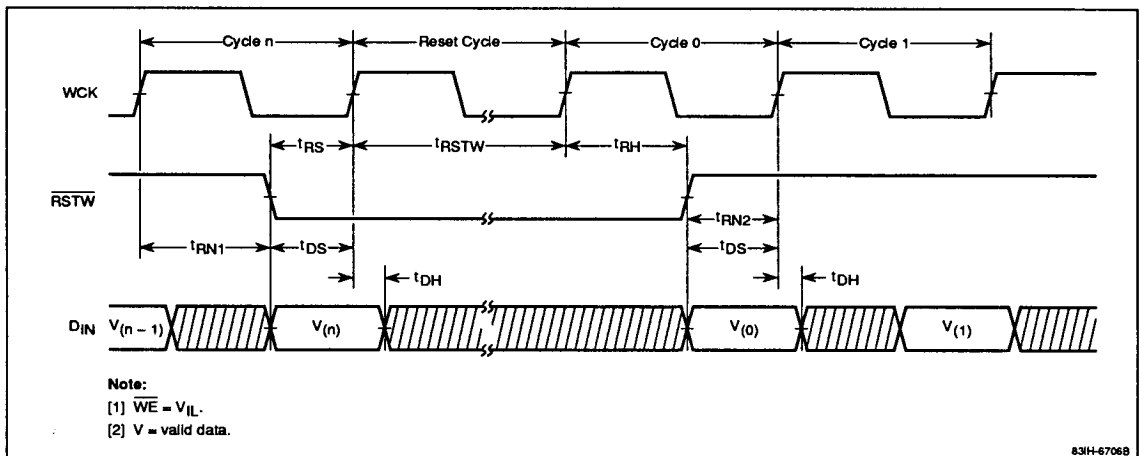 Cycle n Reset Cycle Cycle 0 Cycle 1
WCK
tRS tRSTW tRH
RSTW
tRN2
tRN1 tDS tDS
tDH tDH
DIN V(n – 1) V(n) V(0) V(1)
Note:
[1] WE = VIL.
[2] V = valid data.
83IH-6706B